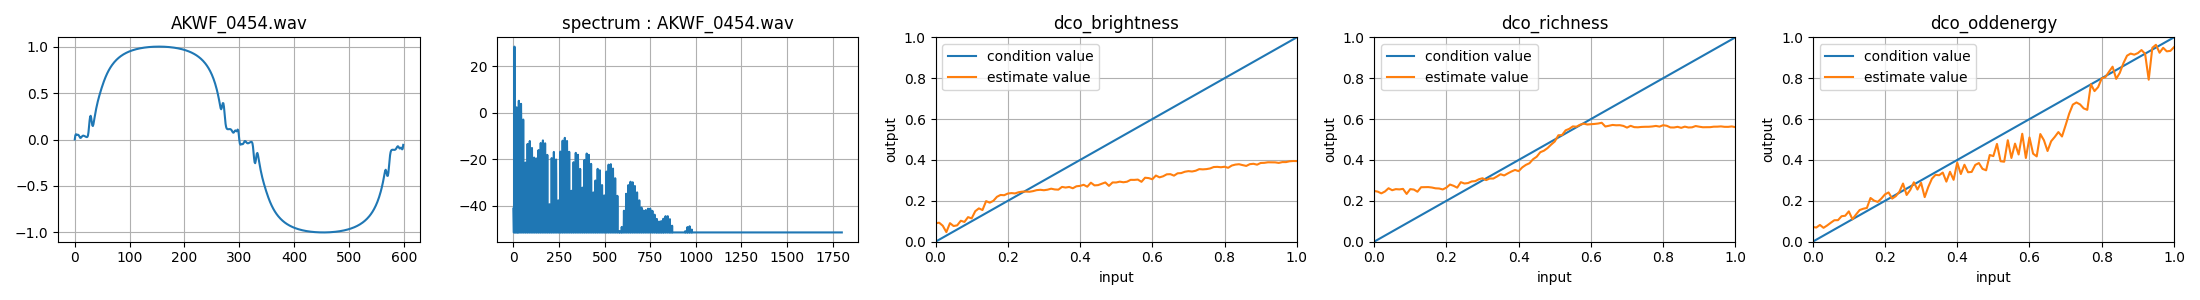 AKWF_0454.wav
1.0
0.5
0.0
−0.5
−1.0
0 100 200 300 400 500 600
spectrum : AKWF_0454.wav
20
0
−20
−40
0 250 500 750 1000 1250 1500 1750
dco_brightness
condition value
estimate value
output
1.0
0.8
0.6
0.4
0.2
0.0
0.0 0.2 0.4 0.6 0.8 1.0
input
dco_richness
condition value
estimate value
output
1.0
0.8
0.6
0.4
0.2
0.0
0.0 0.2 0.4 0.6 0.8 1.0
input
dco_oddenergy
condition value
estimate value
output
1.0
0.8
0.6
0.4
0.2
0.0
0.0 0.2 0.4 0.6 0.8 1.0
input